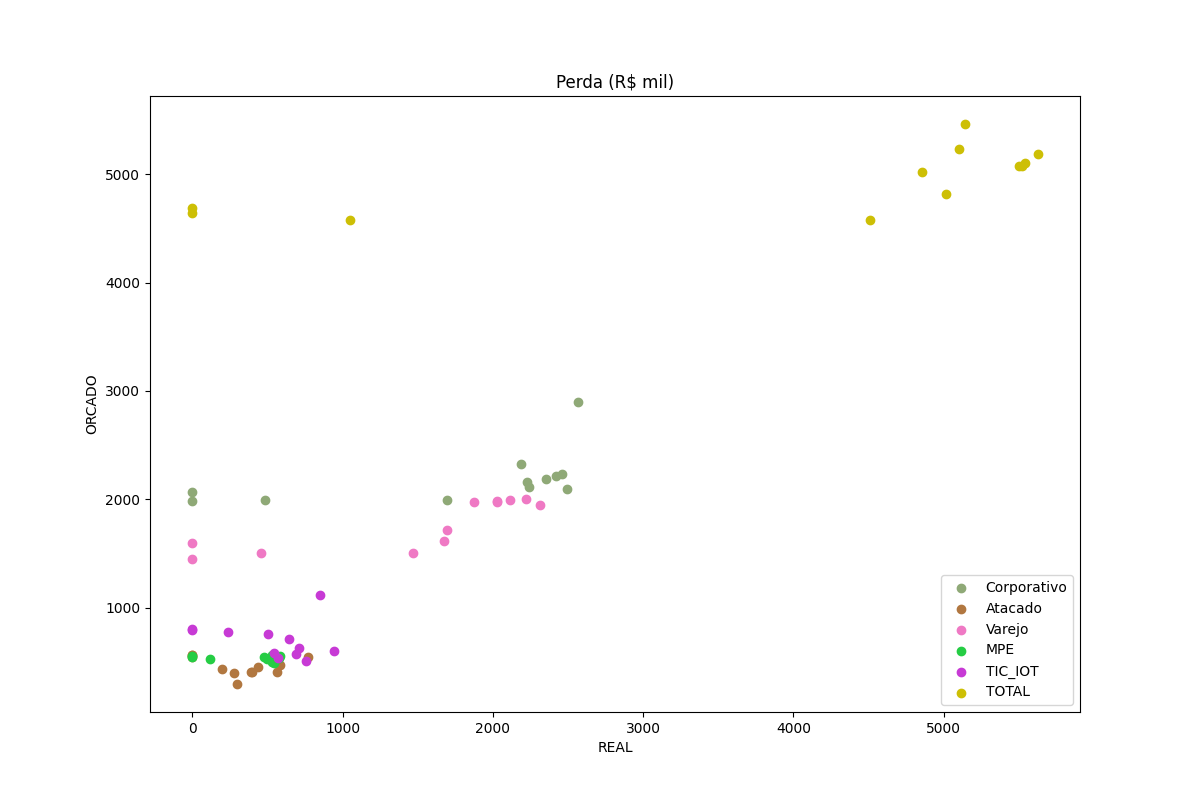 Perda (R$ mil)
5000
4000
3000
2000
1000
ORCADO
0 1000 2000 3000 4000 5000
REAL
Corporativo
Atacado
Varejo
MPE
TIC_IOT
TOTAL